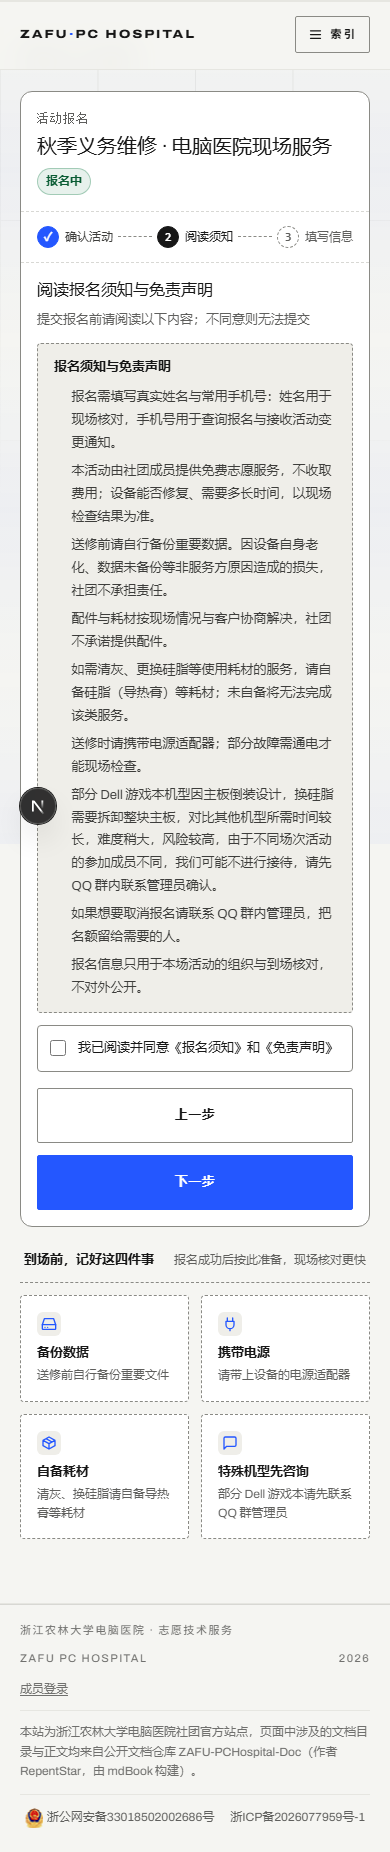 ZAFU·PC HOSPITAL
索引
活动报名
秋季义务维修 · 电脑医院现场服务
报名中
确认活动
2 阅读须知
3 填写信息
阅读报名须知与免责声明
提交报名前请阅读以下内容；不同意则无法提交
报名须知与免责声明
报名需填写真实姓名与常用手机号：姓名用于
现场核对，手机号用于查询报名与接收活动变
更通知。
本活动由社团成员提供免费志愿服务，不收取
费用；设备能否修复、需要多长时间，以现场
检查结果为准。
送修前请自行备份重要数据。因设备自身老
化、数据未备份等非服务方原因造成的损失，
社团不承担责任。
配件与耗材按现场情况与客户协商解决，社团
不承诺提供配件。
如需清灰、更换硅脂等使用耗材的服务，请自
备硅脂（导热膏）等耗材；未自备将无法完成
该类服务。
送修时请携带电源适配器；部分故障需通电才
能现场检查。
部分 Dell 游戏本机型因主板倒装设计，换硅脂
需要拆卸整块主板，对比其他机型所需时间较
长，难度稍大，风险较高，由于不同场次活动
的参加成员不同，我们可能不进行接待，请先
QQ 群内联系管理员确认。
如果想要取消报名请联系 QQ 群内管理员，把
名额留给需要的人。
报名信息只用于本场活动的组织与到场核对，
不对外公开。
N
我已阅读并同意《报名须知》和《免责声明》
上一步
下一步
到场前，记好这四件事
报名成功后按此准备，现场核对更快
备份数据
送修前自行备份重要文件
携带电源
请带上设备的电源适配器
自备耗材
清灰、换硅脂请自备导热
膏等耗材
特殊机型先咨询
部分 Dell 游戏本请先联系
QQ 群管理员
浙江农林大学电脑医院 · 志愿技术服务
ZAFU PC HOSPITAL
2026
成员登录
本站为浙江农林大学电脑医院社团官方站点，页面中涉及的文档目
录与正文均来自公开文档仓库 ZAFU-PCHospital-Doc（作者
RepentStar，由 mdBook 构建）。
浙公网安备33018502002686号
浙ICP备2026077959号-1